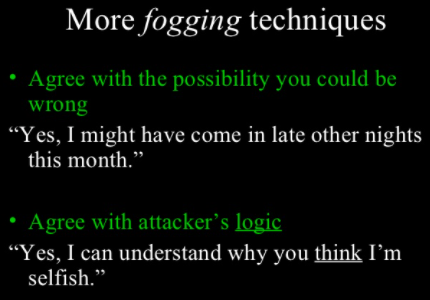 More fogging techniques
• Agree with the possibility you could be
wrong
“Yes, I might have come in late other nights
this month.”
• Agree with attacker’s logic
“Yes, I can understand why you think I’m
selfish.”